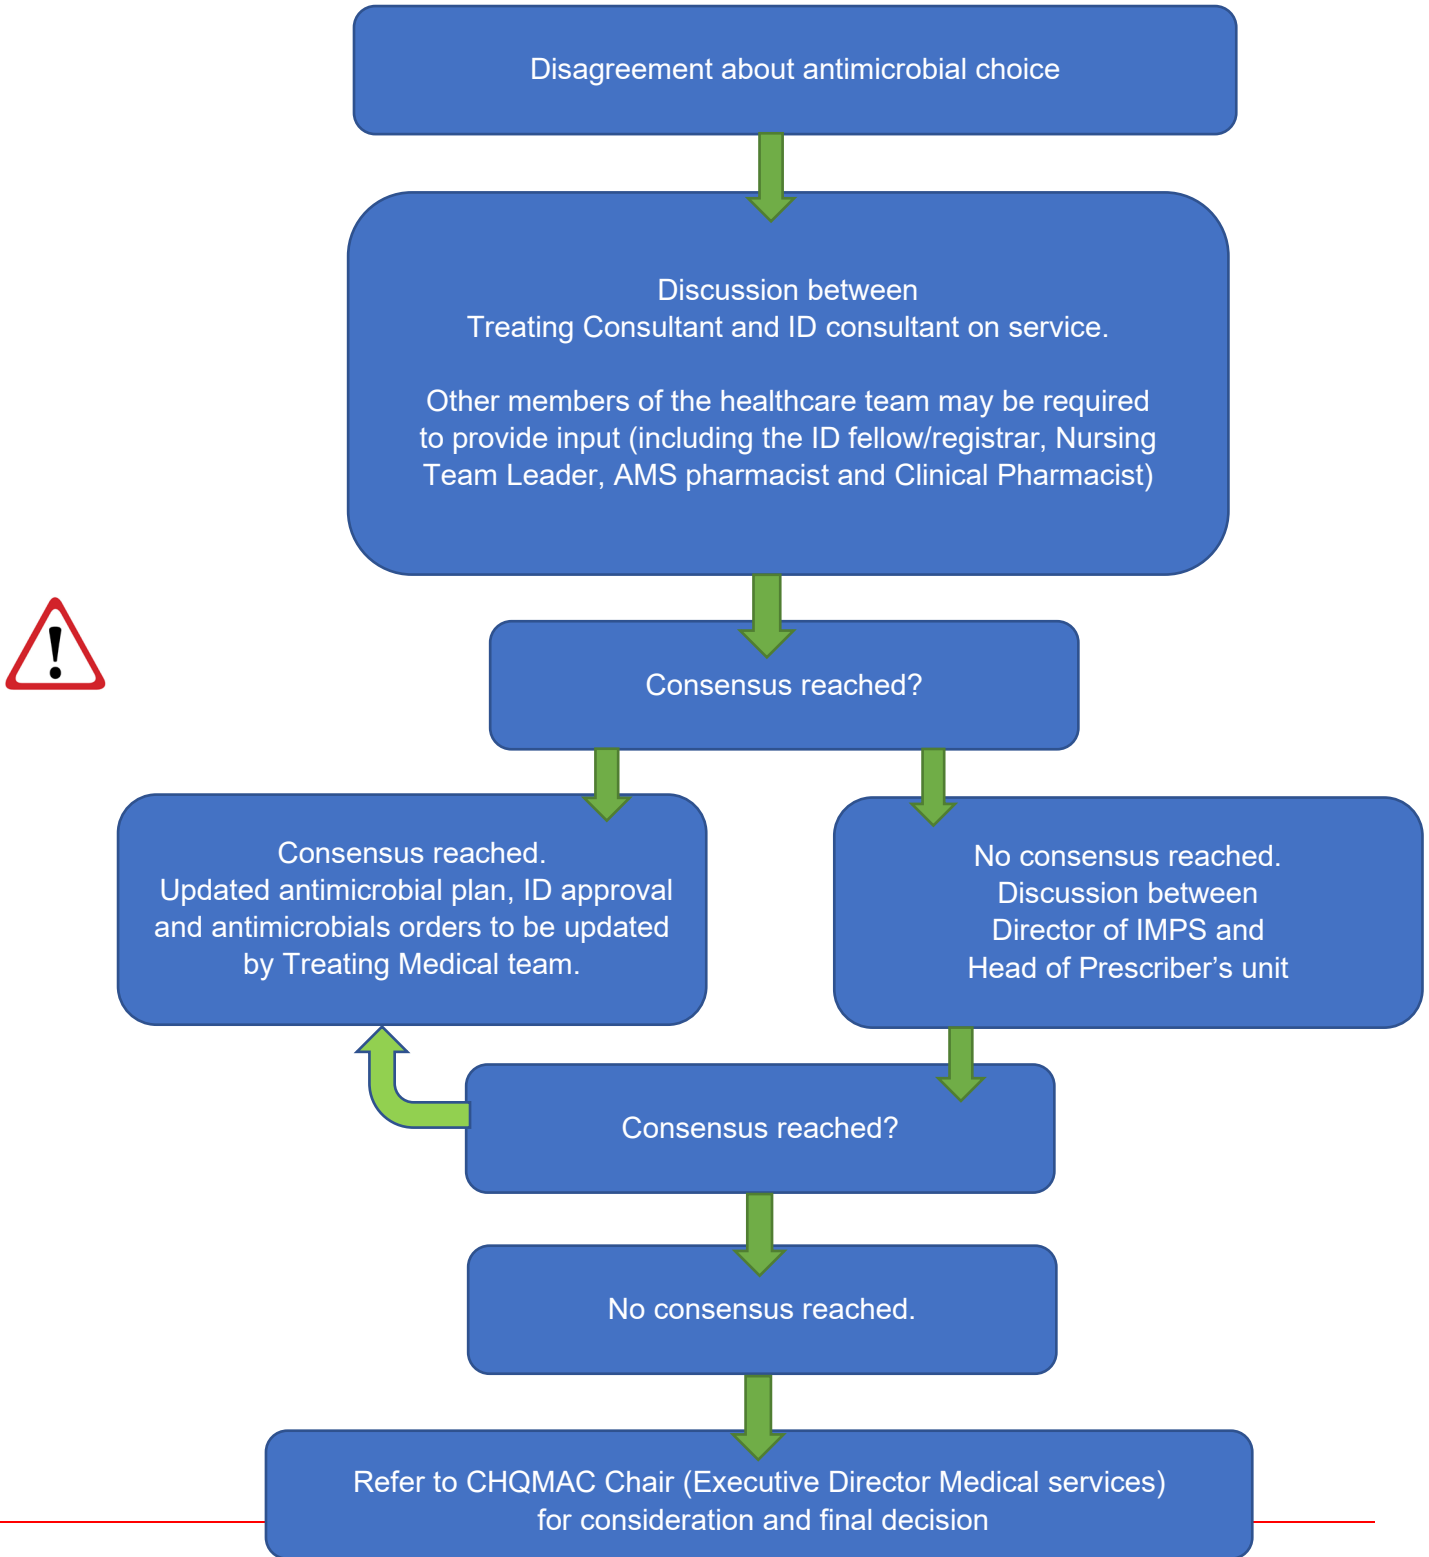 Disagreement about antimicrobial choice
Discussion between
Treating Consultant and ID consultant on service.
Other members of the healthcare team may be required
to provide input (including the ID fellow/registrar, Nursing
Team Leader, AMS pharmacist and Clinical Pharmacist)
!
Consensus reached?
Consensus reached.
Updated antimicrobial plan, ID approval
and antimicrobials orders to be updated
by Treating Medical team.
No consensus reached.
Discussion between
Director of IMPS and
Head of Prescriber’s unit
Consensus reached?
No consensus reached.
Refer to CHQMAC Chair (Executive Director Medical services)
for consideration and final decision